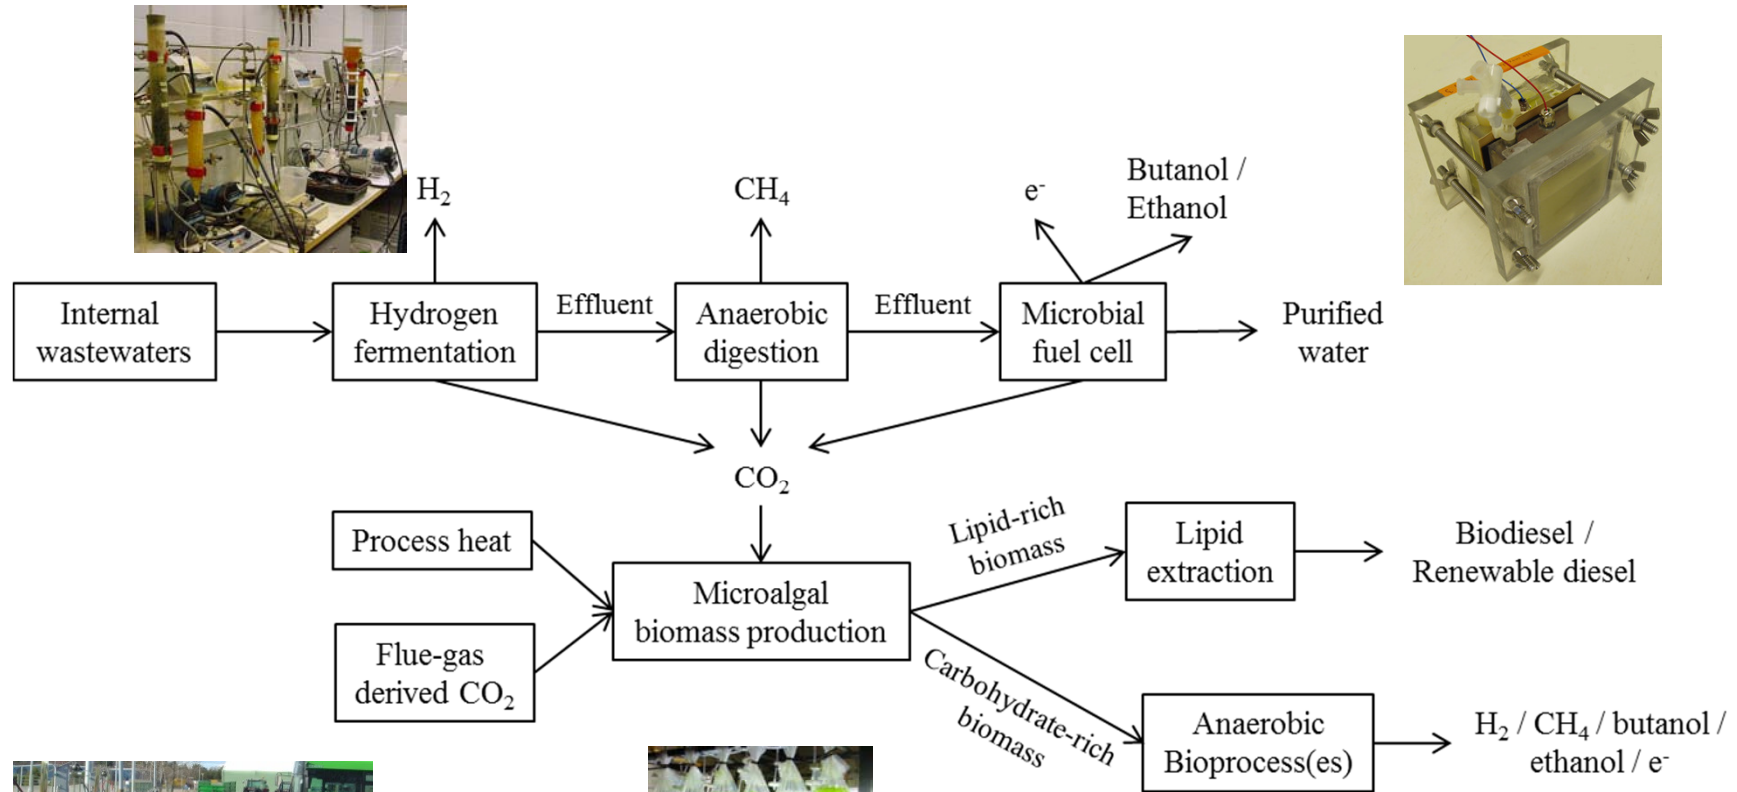 H₂
CH₄
e⁻
Butanol /
Ethanol
Internal
wastewaters
Hydrogen
fermentation
Effluent
Anaerobic
digestion
Effluent
Microbial
fuel cell
Purified
water
CO₂
Process heat
Flue-gas
derived CO₂
Microalgal
biomass production
Lipid-rich
biomass
Lipid
extraction
Biodiesel /
Renewable diesel
Carbohydrate-rich
biomass
Anaerobic
Bioprocess(es)
H₂ / CH₄ / butanol /
ethanol / e⁻